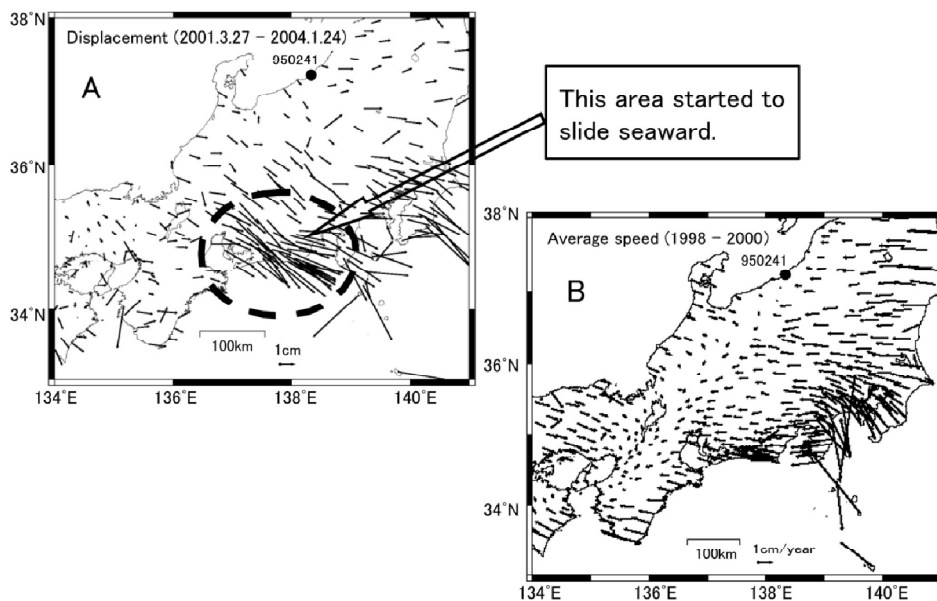 38°N
Displacement (2001.3.27 - 2004.1.24)
950241
A
This area started to
slide seaward.
36°N
34°N
100km
1cm
134°E
136°E
138°E
140°E
38°N
Average speed (1998 - 2000)
950241
B
36°N
34°N
100km
1cm/year
134°E
136°E
138°E
140°E